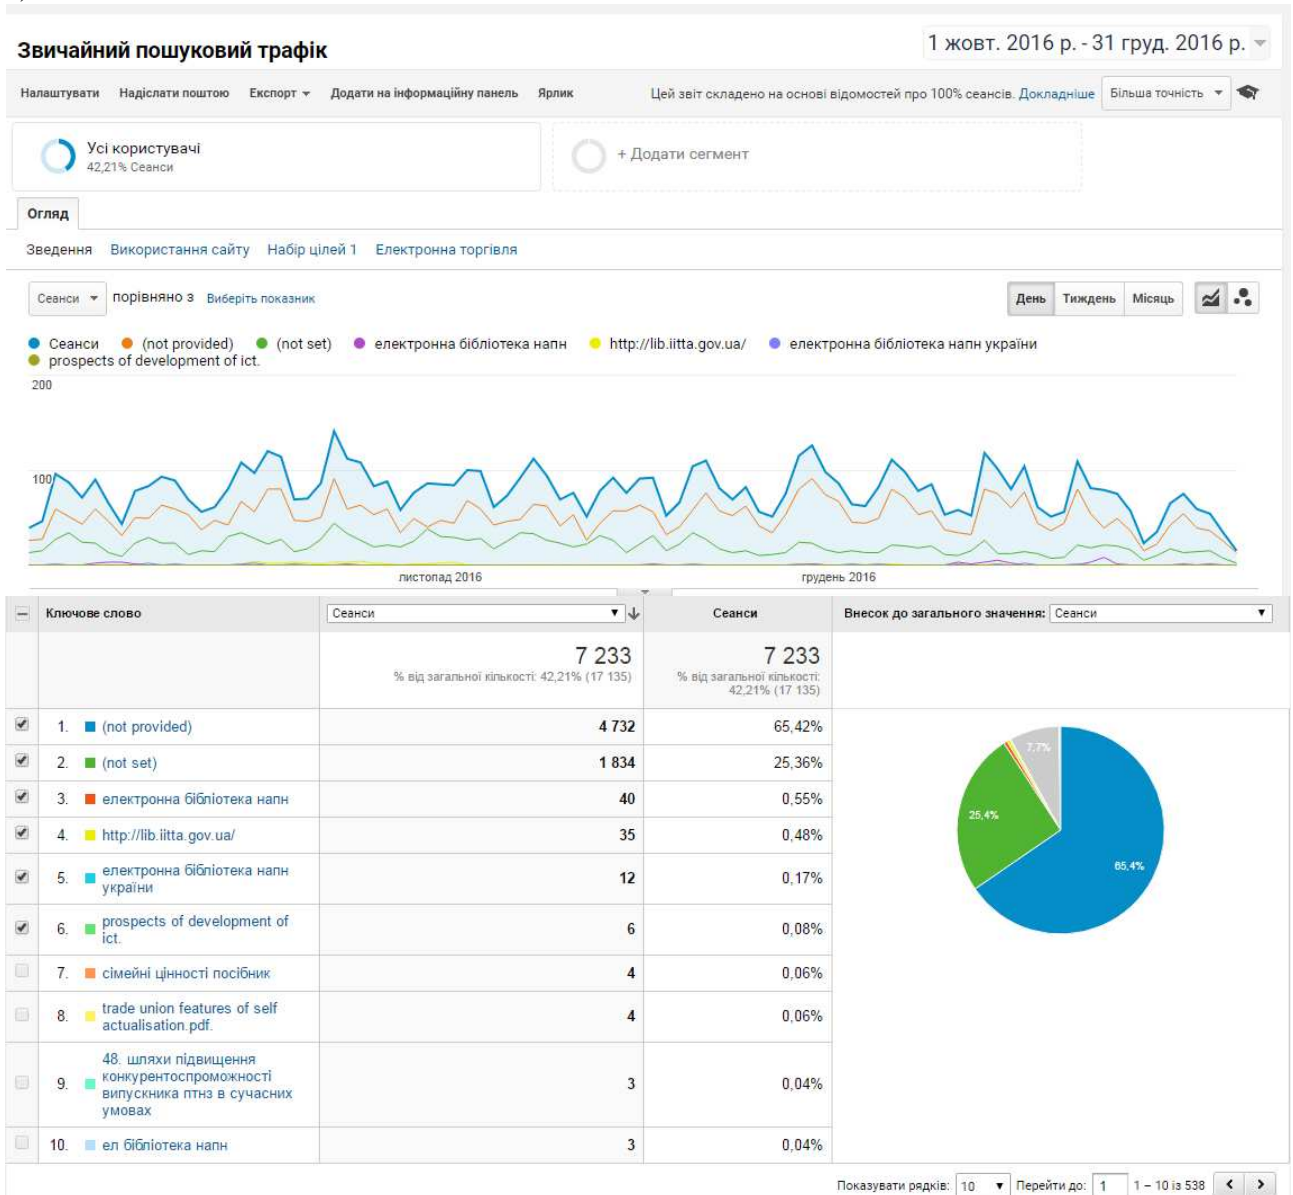 Звичайний пошуковий трафік
1 жовт. 2016 р. - 31 груд. 2016 р.
Налаштувати Надіслати поштою Експорт Додати на інформаційну панель Ярлик Цей звіт складено на основі відомостей про 100% сеансів. Докладніше Більша точність
Усі користувачі
42,21% Сеанси
+ Додати сегмент
Огляд
Зведення Використання сайту Набір цілей 1 Електронна торгівля
Сеанси порівняно з Виберіть показник День Тиждень Місяць
Сеанси (not provided) (not set) електронна бібліотека напн http://lib.iitta.gov.ua/ електронна бібліотека напн україни
prospects of development of ict.
200
100
листопад 2016 грудень 2016
Ключове слово Сеанси Сеанси Внесок до загального значення: Сеанси
7 233 7 233
% від загальної кількості: 42,21% (17 135) % від загальної кількості:
42,21% (17 135)
1. (not provided) 4 732 65,42%
2. (not set) 1 834 25,36%
3. електронна бібліотека напн 40 0,55%
4. http://lib.iitta.gov.ua/ 35 0,48%
5. електронна бібліотека напн
україни 12 0,17%
6. prospects of development of
ict. 6 0,08%
7. сімейні цінності посібник 4 0,06%
8. trade union features of self
actualisation.pdf. 4 0,06%
9. 48. шляхи підвищення
конкурентоспроможності
випускника птнз в сучасних
умовах 3 0,04%
10. ел бібліотека напн 3 0,04%
7,7%
25,4%
65,4%
Показувати рядків: 10 Перейти до: 1 1 – 10 із 538